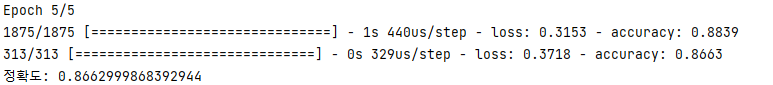 Epoch 5/5
1875/1875 [==============================] - 1s 440us/step - loss: 0.3153 - accuracy: 0.8839
313/313 [==============================] - 0s 329us/step - loss: 0.3718 - accuracy: 0.8663
정확도: 0.8662999868392944